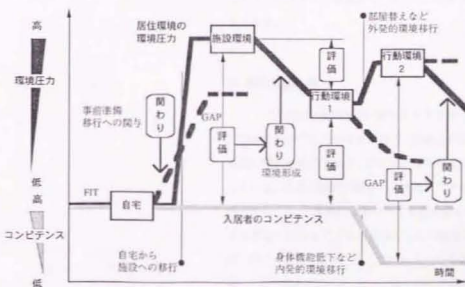 高
環境圧力
低
高
コンピテンス
低
居住環境の
環境圧力
施設環境
部屋替えなど
外発的環境移行
行動環境
2
評価
行動環境
1
事前準備
移行への関与
関わり
GAP
評価
関わり
環境形成
評価
GAP
評価
関わり
FIT
自宅
入居者のコンピテンス
自宅から
施設への移行
身体機能低下など
内発的環境移行
時間